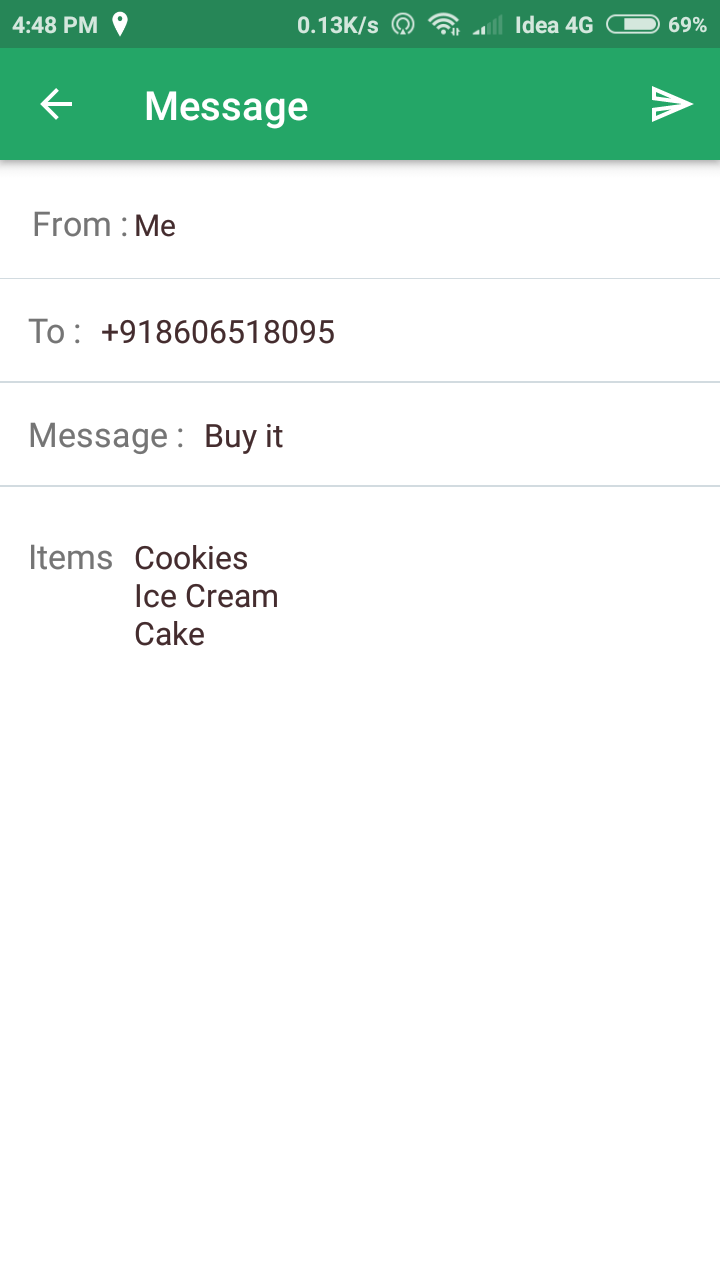 4:48 PM 0.13K/s Idea 4G 69%
Message
From : Me
To : +918606518095
Message : Buy it
Items Cookies
Ice Cream
Cake